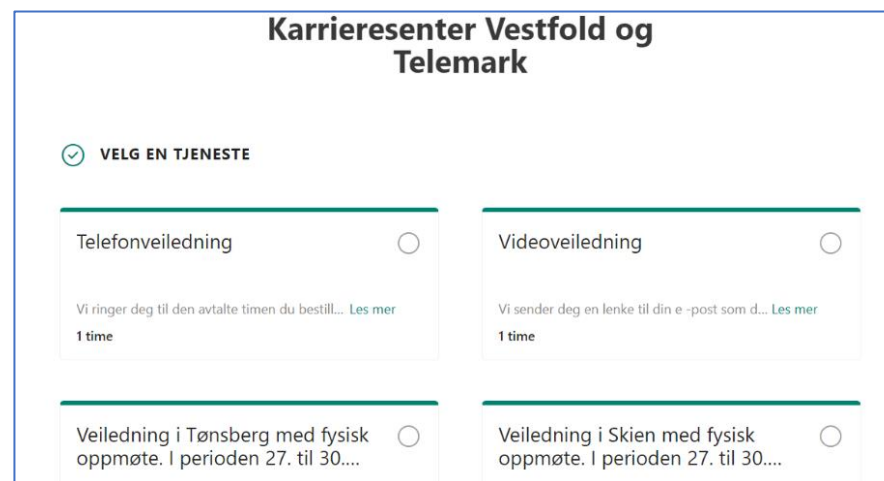 Karrieresenter Vestfold og
Telemark
VELG EN TJENESTE
Telefonveiledning
Vi ringer deg til den avtalte timen du bestill... Les mer
1 time
Videoveiledning
Vi sender deg en lenke til din e -post som d... Les mer
1 time
Veiledning i Tønsberg med fysisk
oppmøte. I perioden 27. til 30....
Veiledning i Skien med fysisk
oppmøte. I perioden 27. til 30....